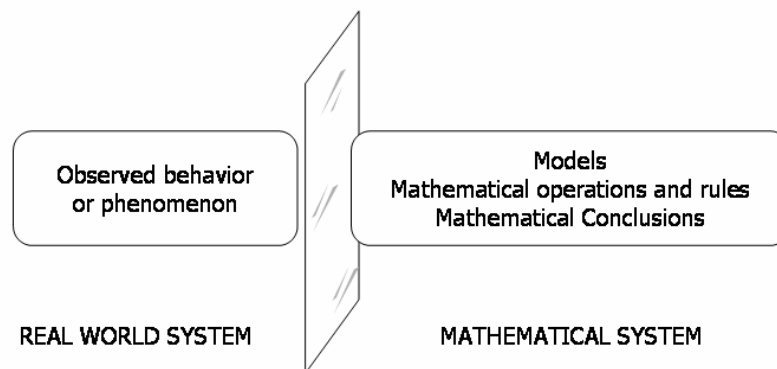 Observed behavior
or phenomenon
Models
Mathematical operations and rules
Mathematical Conclusions
REAL WORLD SYSTEM
MATHEMATICAL SYSTEM